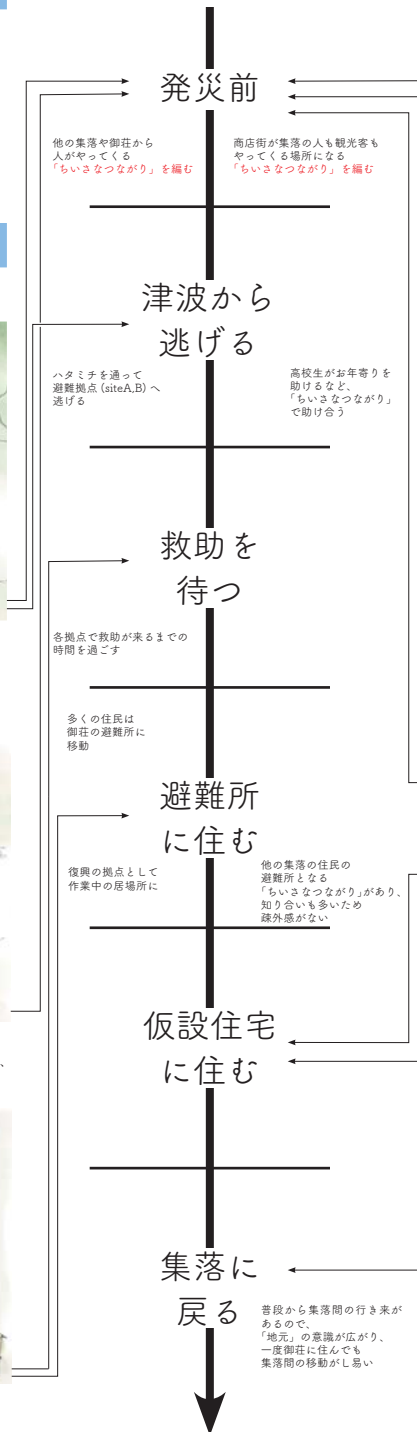 発災前
他の集落や御荘から
人がやってくる
「ちいさなつながり」を編む
商店街が集落の人も観光客も
やってくる場所になる
「ちいさなつながり」を編む
津波から
逃げる
ハタミチを通って
避難拠点 (siteA,B) へ
逃げる
高校生がお年寄りを
助けるなど、
「ちいさなつながり」
で助け合う
救助を
待つ
各拠点で救助が来るまでの
時間を過ごす
多くの住民は
御荘の避難所に
移動
避難所
に住む
復興の拠点として
作業中の居場所に
他の集落の住民の
避難所となる
「ちいさなつながり」があり、
知り合いも多いため
疎外感がない
仮設住宅
に住む
、
集落に
戻る
普段から集落間の行き来が
あるので、
「地元」の意識が広がり、
一度御荘に住んでも
集落間の移動がし易い